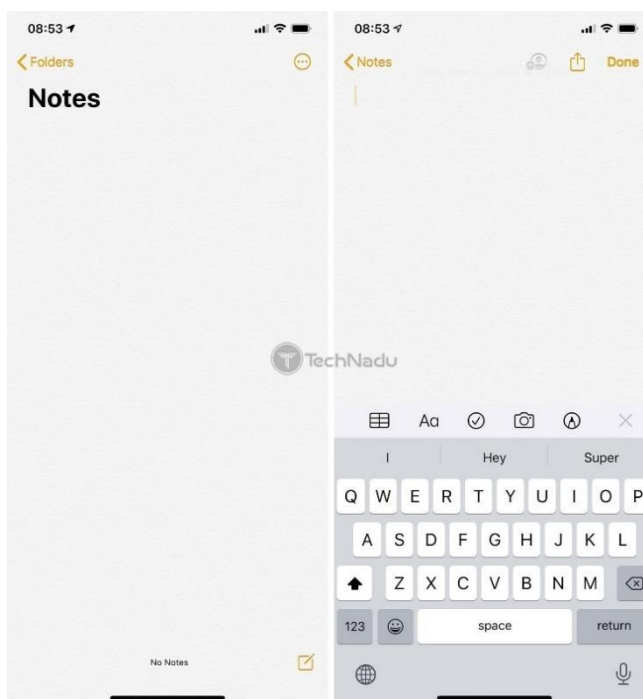 08:53
Folders
Notes
No Notes
08:53
Notes
Done
TechNadu
Aa
I Hey Super
Q W E R T Y U I O P
A S D F G H J K L
Z X C V B N M
123 space return